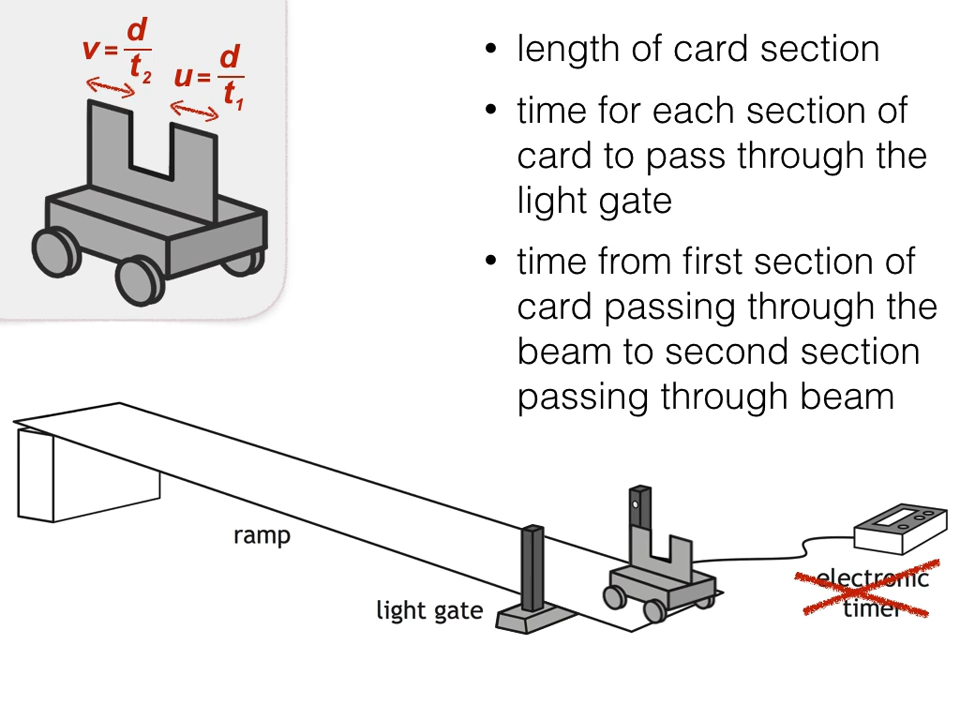 v = d/t₂
u = d/t₁
• length of card section
• time for each section of
card to pass through the
light gate
• time from first section of
card passing through the
beam to second section
passing through beam
ramp
light gate
electronic
timer